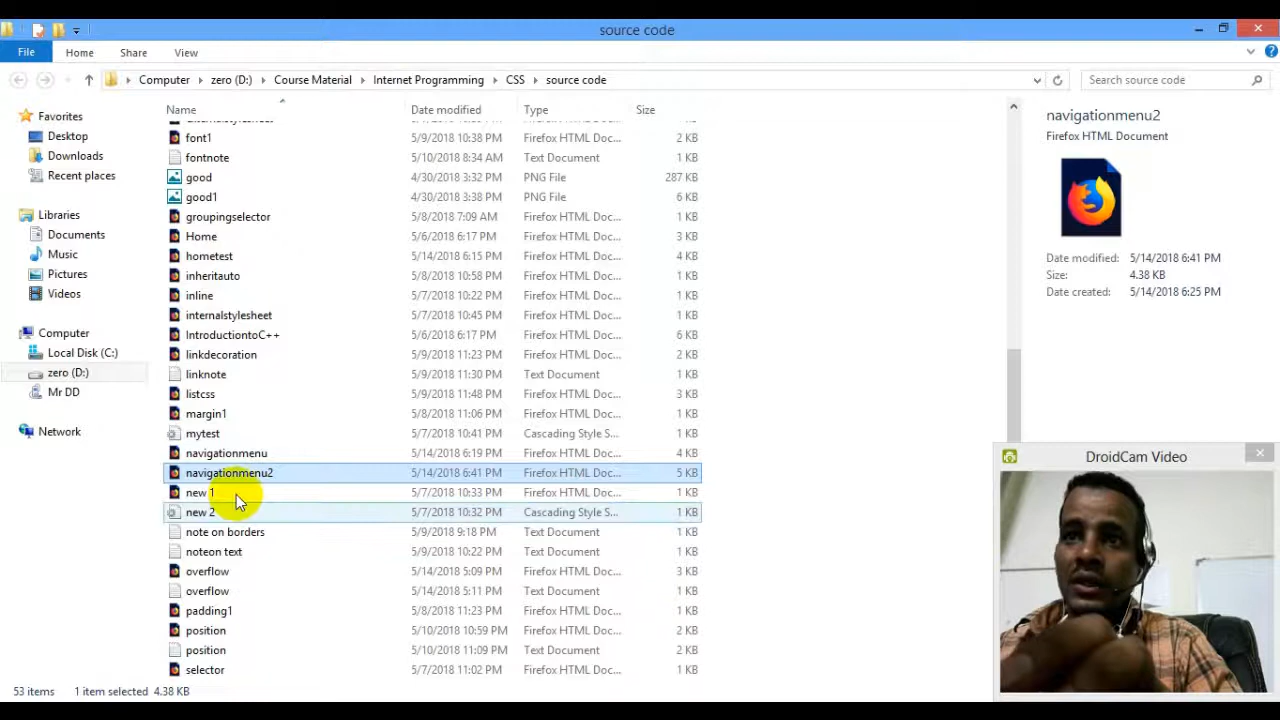 source code
File Home Share View
Computer zero (D:) Course Material Internet Programming CSS source code Search source code
Name Date modified Type Size
font1 5/9/2018 10:38 PM Firefox HTML Doc... 2 KB
fontnote 5/10/2018 8:34 AM Text Document 1 KB
good 4/30/2018 3:32 PM PNG File 287 KB
good1 4/30/2018 3:38 PM PNG File 6 KB
groupingselector 5/8/2018 7:09 AM Firefox HTML Doc... 1 KB
Home 5/6/2018 6:17 PM Firefox HTML Doc... 3 KB
hometest 5/14/2018 6:15 PM Firefox HTML Doc... 4 KB
inheritauto 5/8/2018 10:58 PM Firefox HTML Doc... 1 KB
inline 5/7/2018 10:22 PM Firefox HTML Doc... 1 KB
internalstylesheet 5/7/2018 10:45 PM Firefox HTML Doc... 1 KB
IntroductiontoC++ 5/6/2018 6:17 PM Firefox HTML Doc... 6 KB
linkdecoration 5/9/2018 11:23 PM Firefox HTML Doc... 2 KB
linknote 5/9/2018 11:30 PM Text Document 1 KB
listcss 5/9/2018 11:48 PM Firefox HTML Doc... 3 KB
margin1 5/8/2018 11:06 PM Firefox HTML Doc... 1 KB
mytest 5/7/2018 10:41 PM Cascading Style S... 1 KB
navigationmenu 5/14/2018 6:19 PM Firefox HTML Doc... 4 KB
navigationmenu2 5/14/2018 6:41 PM Firefox HTML Doc... 5 KB
new 1 5/7/2018 10:33 PM Firefox HTML Doc... 1 KB
new 2 5/7/2018 10:32 PM Cascading Style S... 1 KB
note on borders 5/9/2018 9:18 PM Text Document 1 KB
noteon text 5/9/2018 10:22 PM Text Document 1 KB
overflow 5/14/2018 5:09 PM Firefox HTML Doc... 3 KB
overflow 5/14/2018 5:11 PM Text Document 1 KB
padding1 5/8/2018 11:23 PM Firefox HTML Doc... 1 KB
position 5/10/2018 10:59 PM Firefox HTML Doc... 2 KB
position 5/10/2018 11:09 PM Text Document 1 KB
selector 5/7/2018 11:02 PM Firefox HTML Doc... 1 KB
Favorites
Desktop
Downloads
Recent places
Libraries
Documents
Music
Pictures
Videos
Computer
Local Disk (C:)
zero (D:)
Mr DD
Network
navigationmenu2
Firefox HTML Document
Date modified: 5/14/2018 6:41 PM
Size: 4.38 KB
Date created: 5/14/2018 6:25 PM
DroidCam Video
53 items 1 item selected 4.38 KB